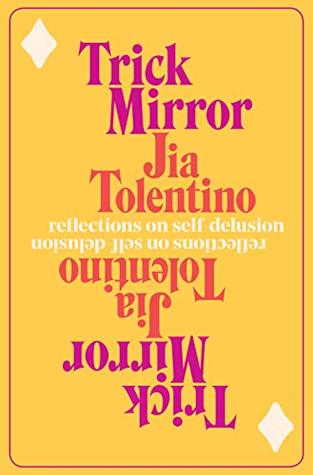 Trick
Mirror
Jia
Tolentino
reflections on self-delusion
reflections on self-delusion
Tolentino
Jia
Mirror
Trick